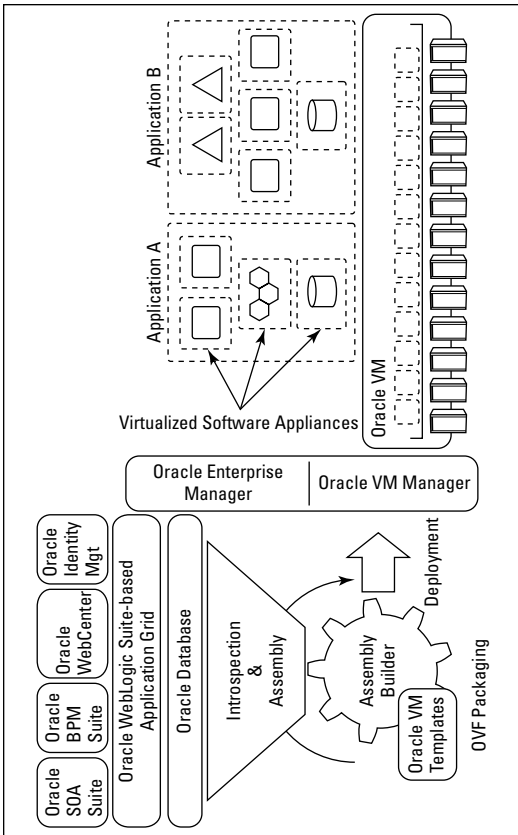 Oracle
SOA
Suite
Oracle
BPM
Suite
Oracle
WebCenter
Oracle
Identity
Mgt
Oracle WebLogic Suite-based
Application Grid
Oracle Database
Introspection
&
Assembly
Assembly
Builder
Oracle VM
Templates
OVF Packaging
Deployment
Oracle Enterprise
Manager
Oracle VM Manager
Virtualized Software Appliances
Application A
Application B
Oracle VM